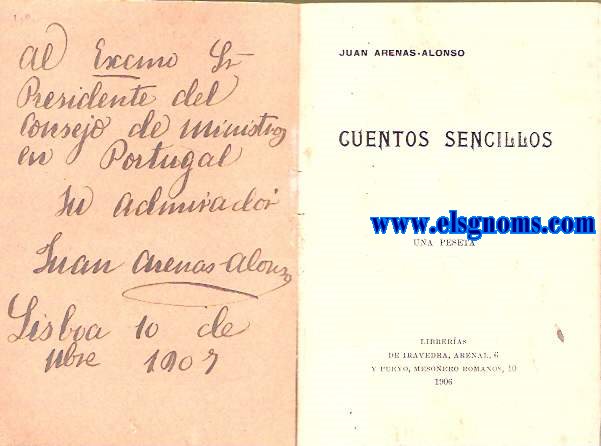 Al Excmo Sr
Presidente del
Consejo de Ministros
en Portugal
Su admirador
Juan Arenas-Alonso
Lisboa 10 de
JUAN ARENAS-ALONSO
CUENTOS SENCILLOS
www.elsgnoms.com
UNA PESETA
LIBRERÍAS
DE IRAVEDRA, ARENAL, 6
Y PUEYO, MESONERO ROMANOS, 10
1906